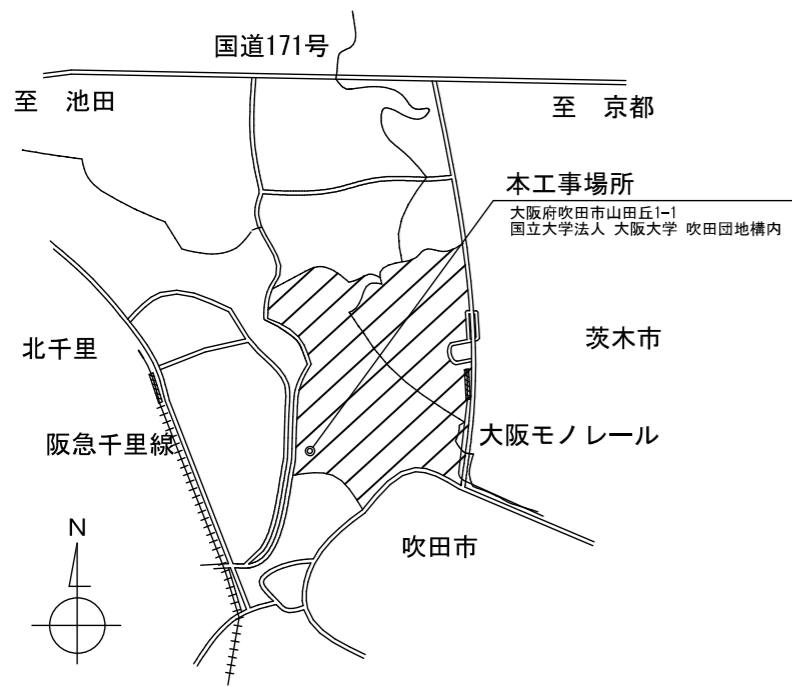 国道171号
至 池田
至 京都
本工事場所
大阪府吹田市山田丘1-1
国立大学法人 大阪大学 吹田団地構内
北千里
茨木市
阪急千里線
大阪モノレール
吹田市
N